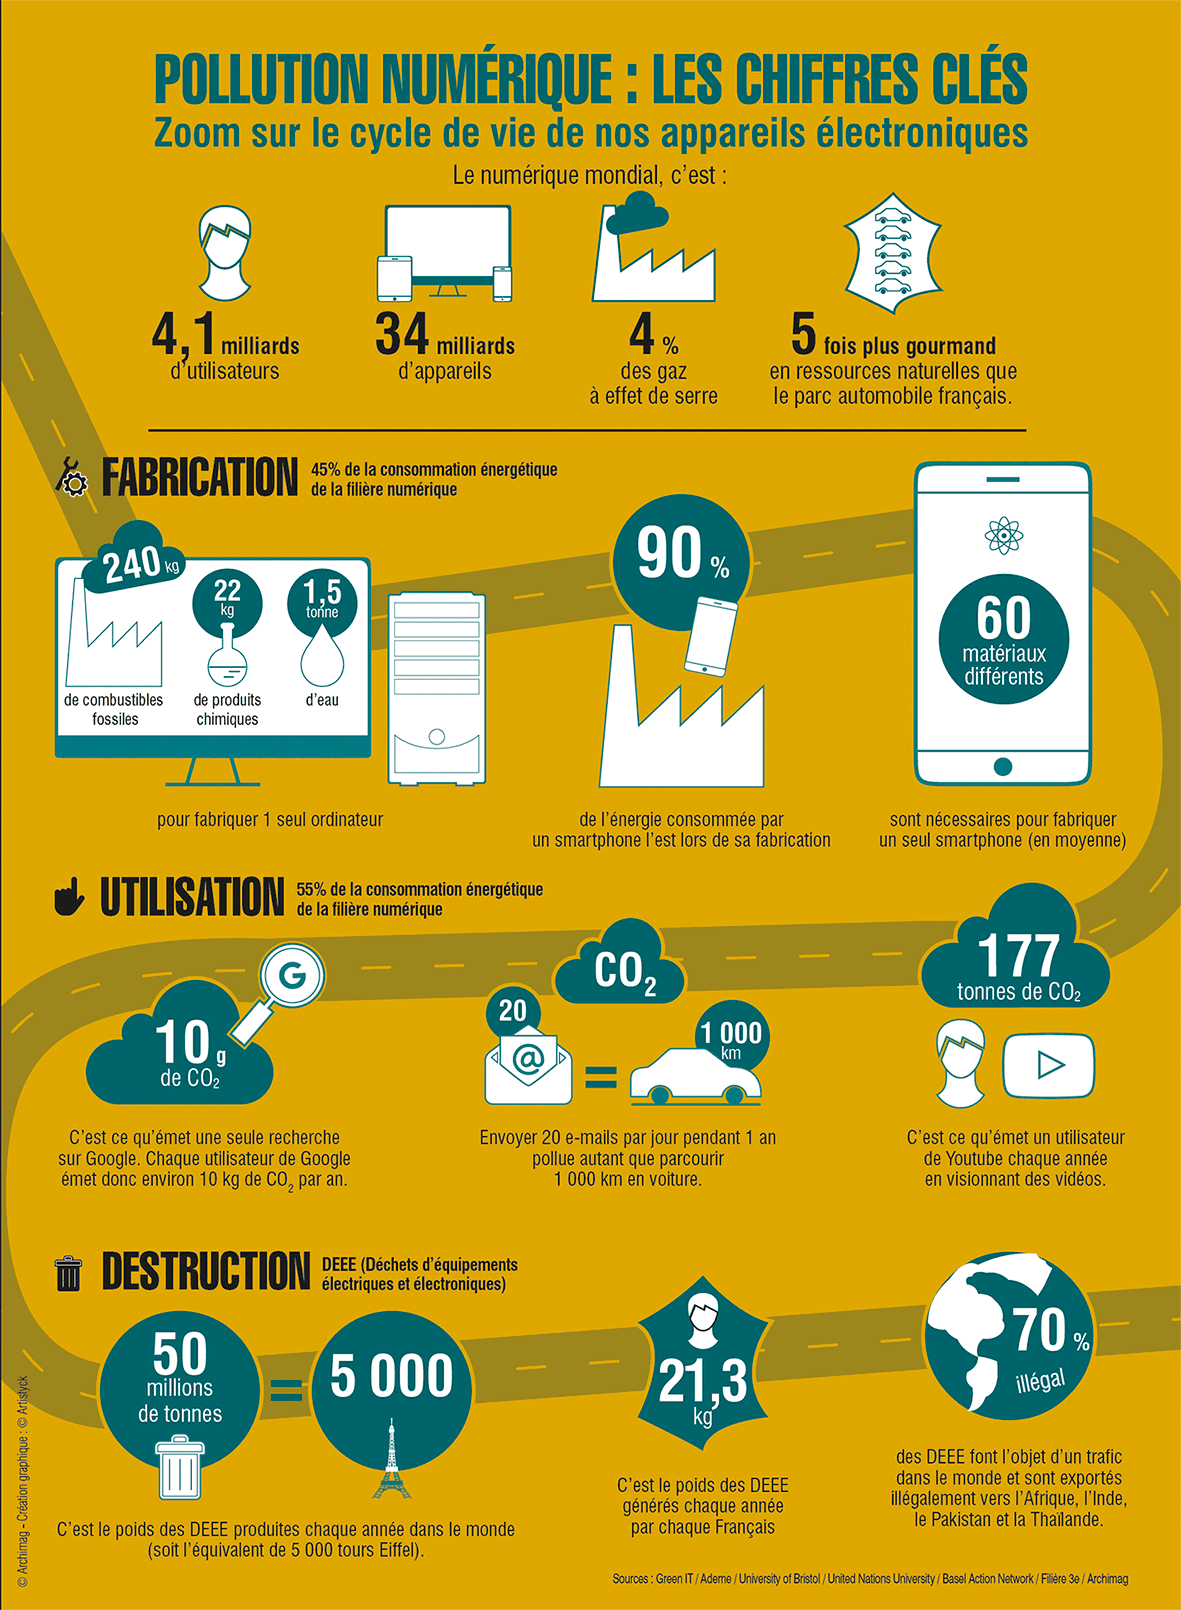 POLLUTION NUMÉRIQUE : LES CHIFFRES CLÉS
Zoom sur le cycle de vie de nos appareils électroniques
Le numérique mondial, c’est :
4,1 milliards
d’utilisateurs
34 milliards
d’appareils
4 %
des gaz
à effet de serre
5 fois plus gourmand
en ressources naturelles que
le parc automobile français.
FABRICATION
45% de la consommation énergétique
de la filière numérique
240 kg
de combustibles
fossiles
22
kg
de produits
chimiques
1,5
tonne
d’eau
pour fabriquer 1 seul ordinateur
90 %
de l’énergie consommée par
un smartphone l’est lors de sa fabrication
60
matériaux
différents
sont nécessaires pour fabriquer
un seul smartphone (en moyenne)
UTILISATION
55% de la consommation énergétique
de la filière numérique
G
10 g
de CO₂
C’est ce qu’émet une seule recherche
sur Google. Chaque utilisateur de Google
émet donc environ 10 kg de CO₂ par an.
CO₂
20
@
=
1 000
km
Envoyer 20 e-mails par jour pendant 1 an
pollue autant que parcourir
1 000 km en voiture.
177
tonnes de CO₂
C’est ce qu’émet un utilisateur
de Youtube chaque année
en visionnant des vidéos.
DESTRUCTION
DEEE (Déchets d’équipements
électriques et électroniques)
50
millions
de tonnes
=
5 000
C’est le poids des DEEE produites chaque année dans le monde
(soit l’équivalent de 5 000 tours Eiffel).
21,3
kg
C’est le poids des DEEE
générés chaque année
par chaque Français
70 %
illégal
des DEEE font l’objet d’un trafic
dans le monde et sont exportés
illégalement vers l’Afrique, l’Inde,
le Pakistan et la Thaïlande.
© Archimag - Création graphique : © Artistyck
Sources : Green IT / Ademe / University of Bristol / United Nations University / Basel Action Network / Filière 3e / Archimag